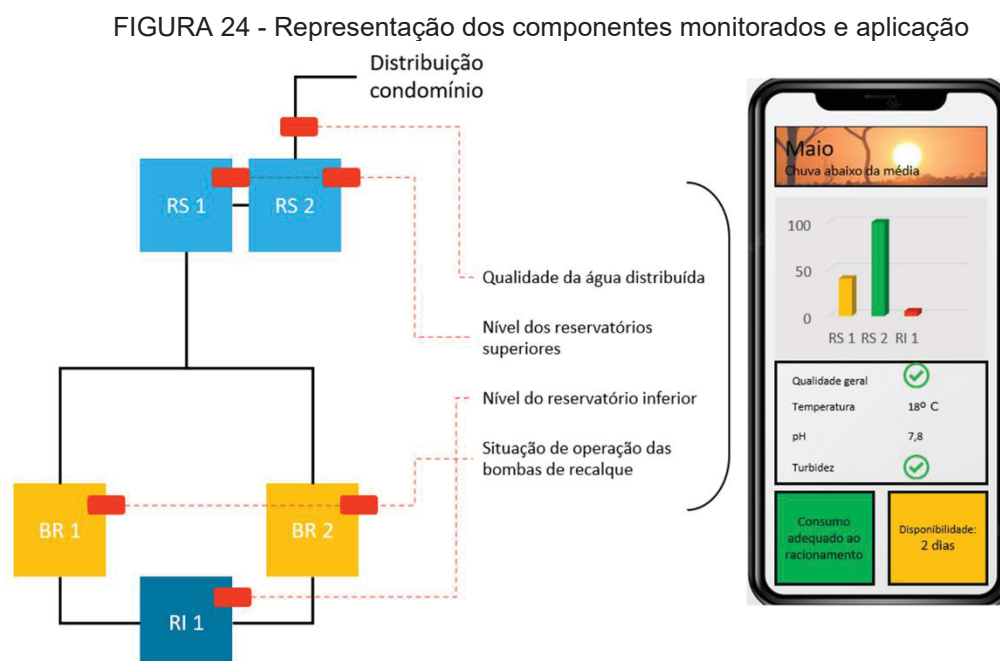 FIGURA 24 - Representação dos componentes monitorados e aplicação
Distribuição
condomínio
RS 1
RS 2
Qualidade da água distribuída
Nível dos reservatórios
superiores
Nível do reservatório inferior
Situação de operação das
bombas de recalque
BR 1
BR 2
RI 1
Maio
Chuva abaixo da média
100
50
0
RS 1 RS 2 RI 1
Qualidade geral
Temperatura 18º C
pH 7,8
Turbidez
Consumo
adequado ao
racionamento
Disponibilidade:
2 dias